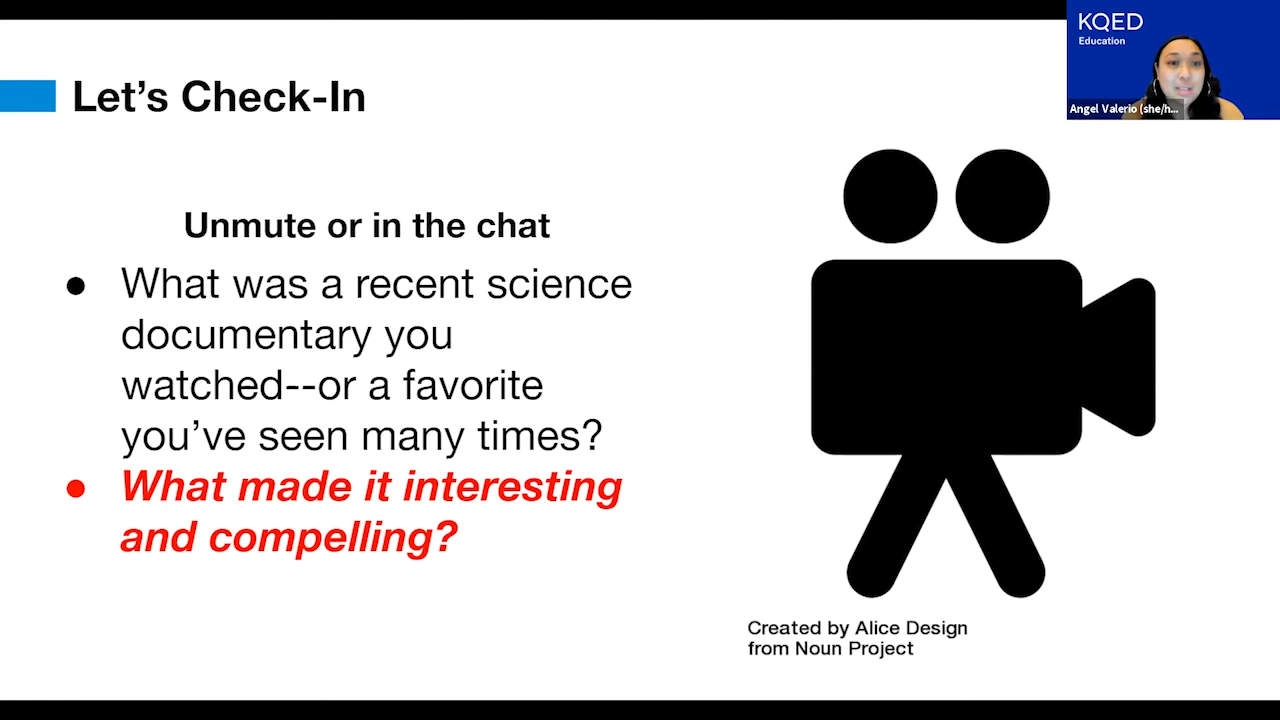 KQED
Education
Angel Valerio (she/h...
Let's Check-In
Unmute or in the chat
● What was a recent science
documentary you
watched--or a favorite
you've seen many times?
● What made it interesting
and compelling?
Created by Alice Design
from Noun Project